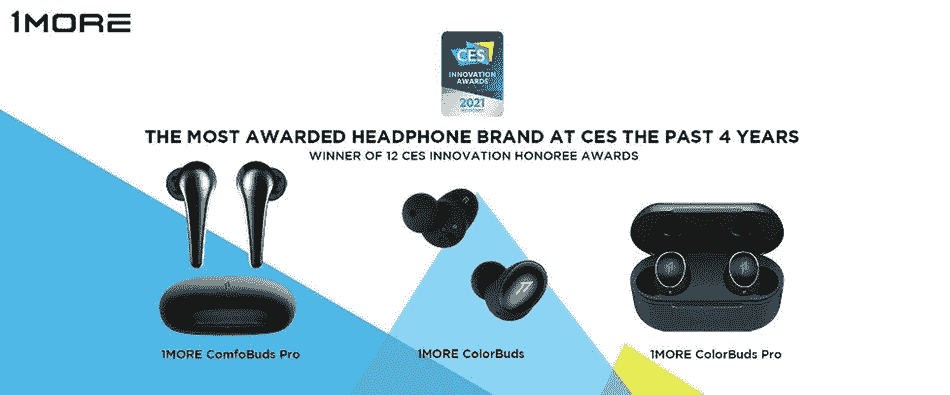 1MORE
CES
INNOVATION
AWARDS
2021
THE MOST AWARDED HEADPHONE BRAND AT CES THE PAST 4 YEARS
WINNER OF 12 CES INNOVATION HONOREE AWARDS
1MORE ComfoBuds Pro
1MORE ColorBuds
1MORE ColorBuds Pro